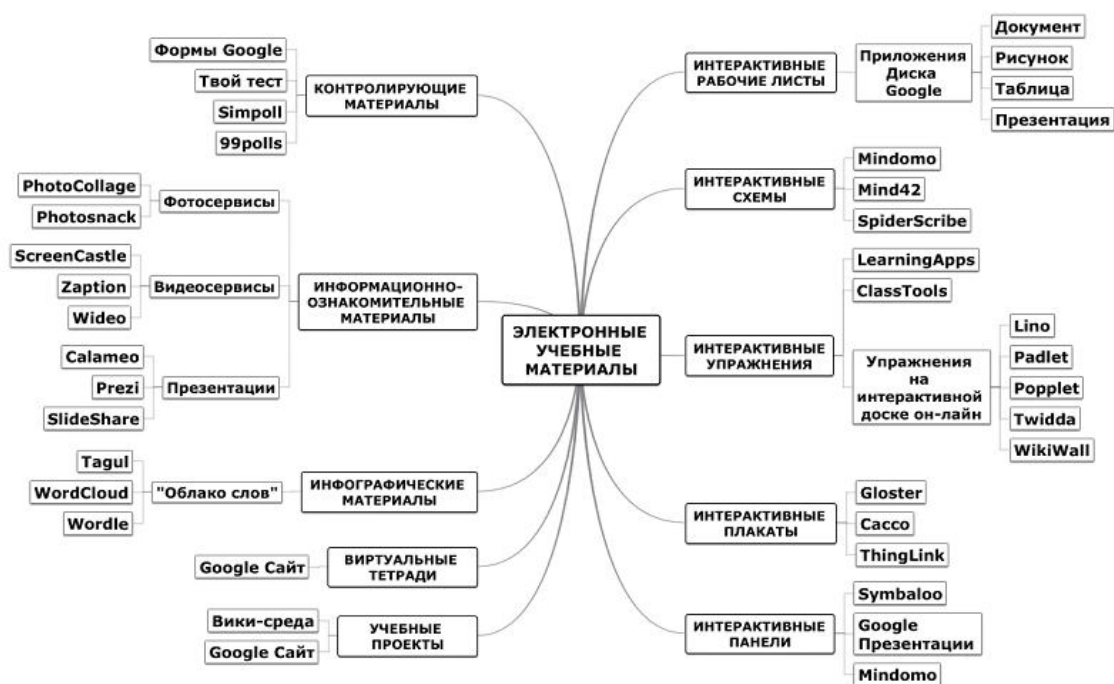 Формы Google
Твой тест
Simpoll
99polls
КОНТРОЛИРУЮЩИЕ
МАТЕРИАЛЫ
PhotoCollage
Photosnack
Фотосервисы
ScreenCastle
Zaption
Wideo
Видеосервисы
Calameo
Prezi
SlideShare
Презентации
ИНФОРМАЦИОННО-
ОЗНАКОМИТЕЛЬНЫЕ
МАТЕРИАЛЫ
Tagul
WordCloud
Wordle
"Облако слов"
ИНФОГРАФИЧЕСКИЕ
МАТЕРИАЛЫ
Google Сайт
ВИРТУАЛЬНЫЕ
ТЕТРАДИ
Вики-среда
Google Сайт
УЧЕБНЫЕ
ПРОЕКТЫ
ЭЛЕКТРОННЫЕ
УЧЕБНЫЕ
МАТЕРИАЛЫ
ИНТЕРАКТИВНЫЕ
РАБОЧИЕ ЛИСТЫ
Приложения
Диска
Google
Документ
Рисунок
Таблица
Презентация
ИНТЕРАКТИВНЫЕ
СХЕМЫ
Mindomo
Mind42
SpiderScribe
ИНТЕРАКТИВНЫЕ
УПРАЖНЕНИЯ
LearningApps
ClassTools
Упражнения
на
интерактивной
доске он-лайн
Lino
Padlet
Popplet
Twidda
WikiWall
ИНТЕРАКТИВНЫЕ
ПЛАКАТЫ
Gloster
Cacco
ThingLink
ИНТЕРАКТИВНЫЕ
ПАНЕЛИ
Symbaloo
Google
Презентации
Mindomo